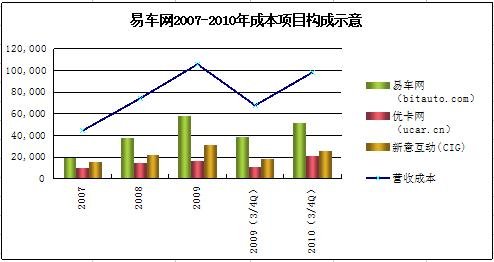 易车网2007-2010年成本项目构成示意
120,000
100,000
80,000
60,000
40,000
20,000
0
2007
2008
2009
2009（3/4Q）
2010（3/4Q）
易车网
（bitauto.com）
优卡网
（ucar.cn）
新意互动(CIG)
营收成本